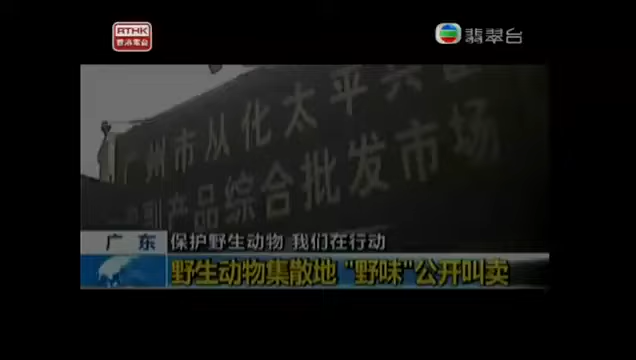 RTHK
香港電台
翡翠台
广州市从化太平兴
副产品综合批发市场
广东
保护野生动物 我们在行动
野生动物集散地 "野味"公开叫卖